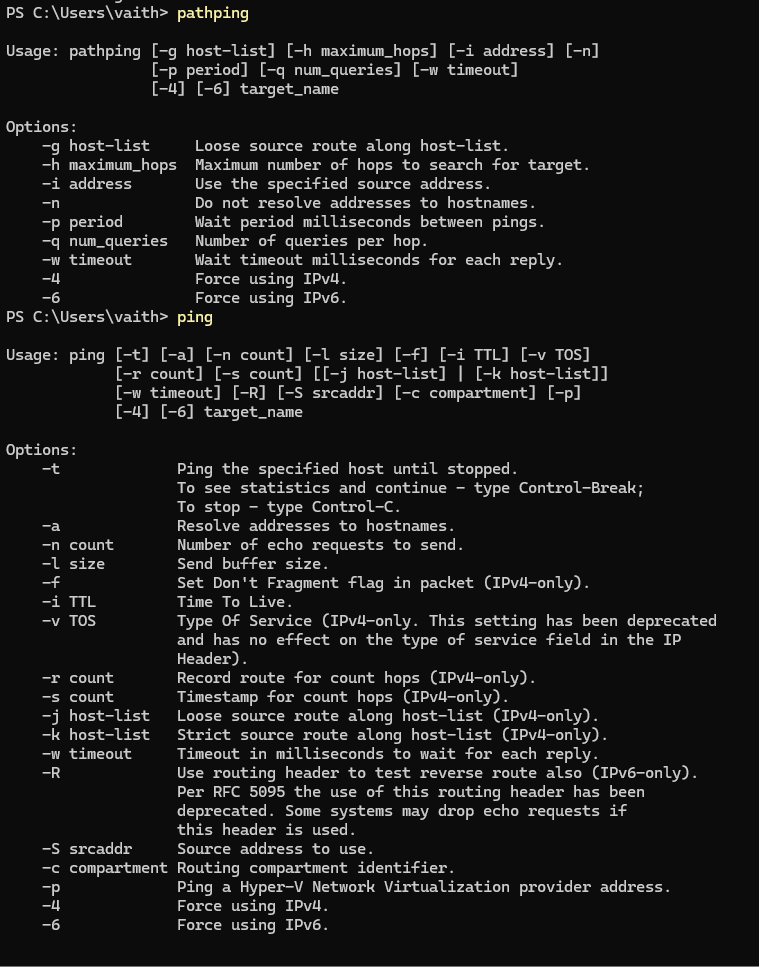 PS C:\Users\vaith> pathping
Usage: pathping [-g host-list] [-h maximum_hops] [-i address] [-n]
                [-p period] [-q num_queries] [-w timeout]
                [-4] [-6] target_name
Options:
    -g host-list     Loose source route along host-list.
    -h maximum_hops  Maximum number of hops to search for target.
    -i address       Use the specified source address.
    -n               Do not resolve addresses to hostnames.
    -p period        Wait period milliseconds between pings.
    -q num_queries   Number of queries per hop.
    -w timeout       Wait timeout milliseconds for each reply.
    -4               Force using IPv4.
    -6               Force using IPv6.
PS C:\Users\vaith> ping
Usage: ping [-t] [-a] [-n count] [-l size] [-f] [-i TTL] [-v TOS]
            [-r count] [-s count] [[-j host-list] | [-k host-list]]
            [-w timeout] [-R] [-S srcaddr] [-c compartment] [-p]
            [-4] [-6] target_name
Options:
    -t             Ping the specified host until stopped.
                   To see statistics and continue - type Control-Break;
                   To stop - type Control-C.
    -a             Resolve addresses to hostnames.
    -n count       Number of echo requests to send.
    -l size        Send buffer size.
    -f             Set Don't Fragment flag in packet (IPv4-only).
    -i TTL         Time To Live.
    -v TOS         Type Of Service (IPv4-only. This setting has been deprecated
                   and has no effect on the type of service field in the IP
                   Header).
    -r count       Record route for count hops (IPv4-only).
    -s count       Timestamp for count hops (IPv4-only).
    -j host-list   Loose source route along host-list (IPv4-only).
    -k host-list   Strict source route along host-list (IPv4-only).
    -w timeout     Timeout in milliseconds to wait for each reply.
    -R             Use routing header to test reverse route also (IPv6-only).
                   Per RFC 5095 the use of this routing header has been
                   deprecated. Some systems may drop echo requests if
                   this header is used.
    -S srcaddr     Source address to use.
    -c compartment Routing compartment identifier.
    -p             Ping a Hyper-V Network Virtualization provider address.
    -4             Force using IPv4.
    -6             Force using IPv6.